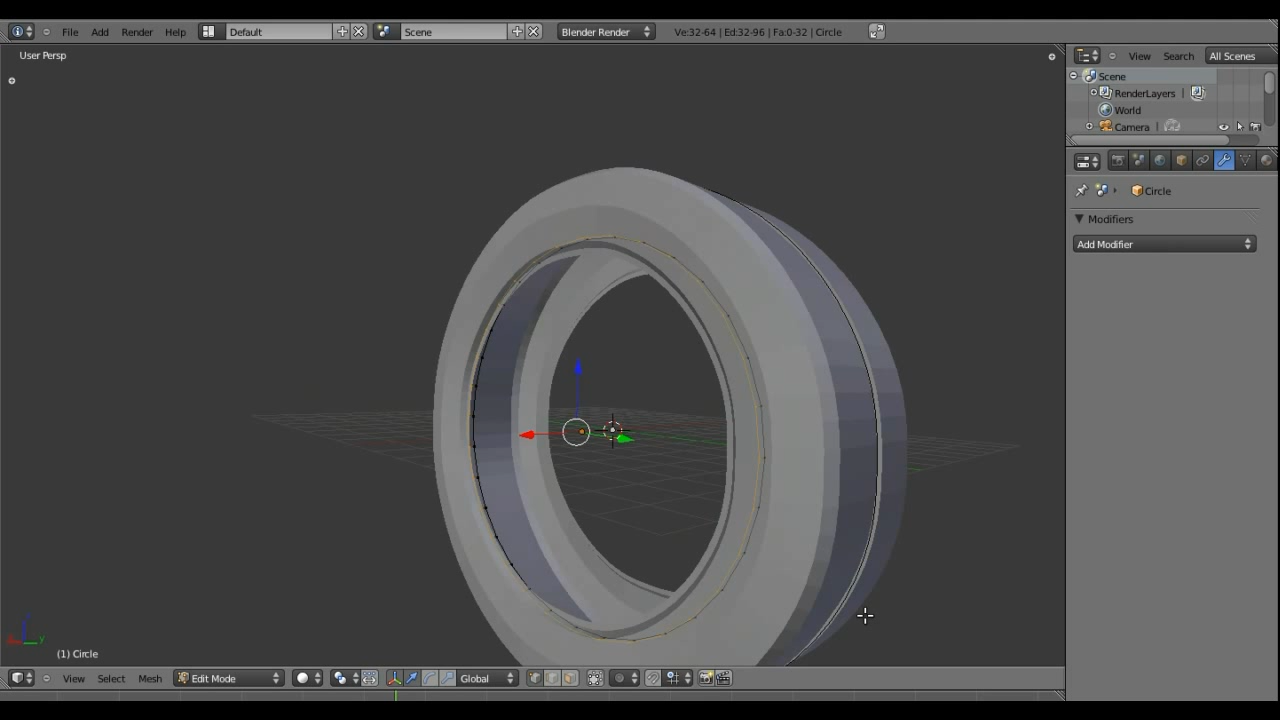 File Add Render Help Default Scene Blender Render Ve:32-64 | Ed:32-96 | Fa:0-32 | Circle
User Persp
View Search All Scenes
Scene
RenderLayers
World
Camera
Circle
Modifiers
Add Modifier
(1) Circle
View Select Mesh Edit Mode Global